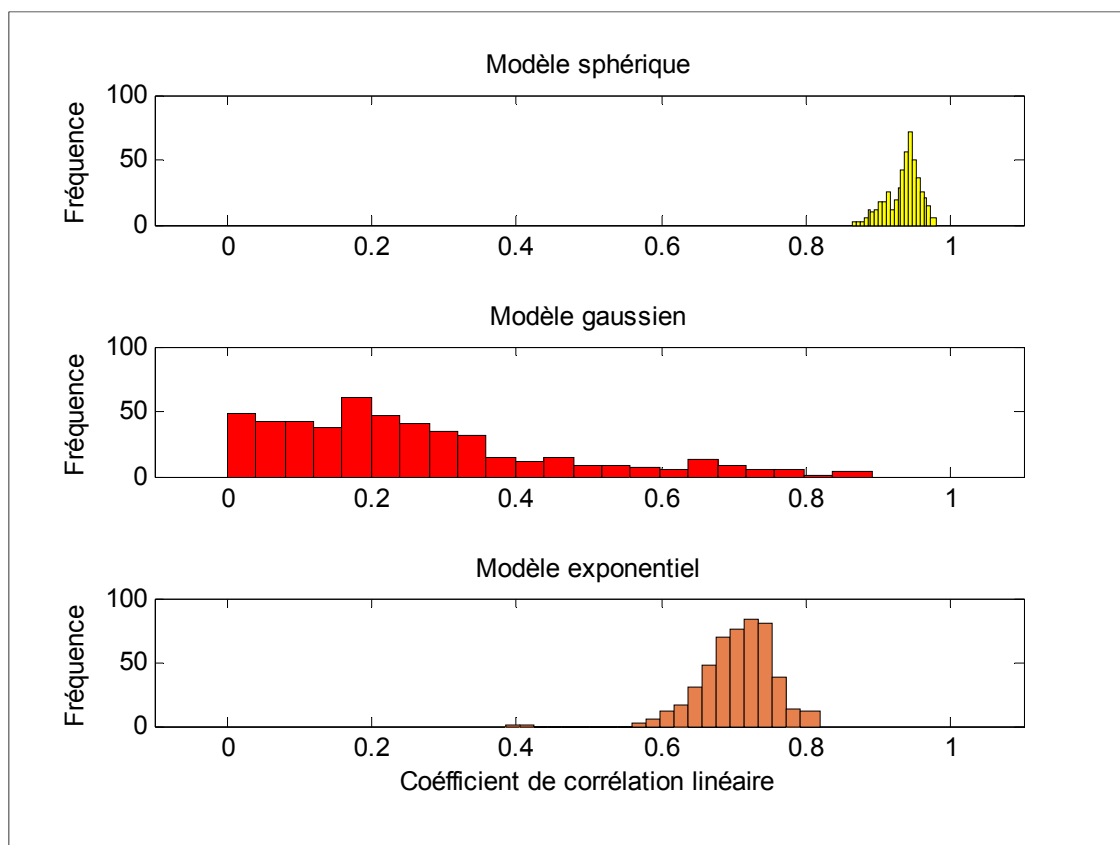 Modèle sphérique
Fréquence
100
50
0
0 0.2 0.4 0.6 0.8 1
Modèle gaussien
Fréquence
100
50
0
0 0.2 0.4 0.6 0.8 1
Modèle exponentiel
Fréquence
100
50
0
0 0.2 0.4 0.6 0.8 1
Coéfficient de corrélation linéaire